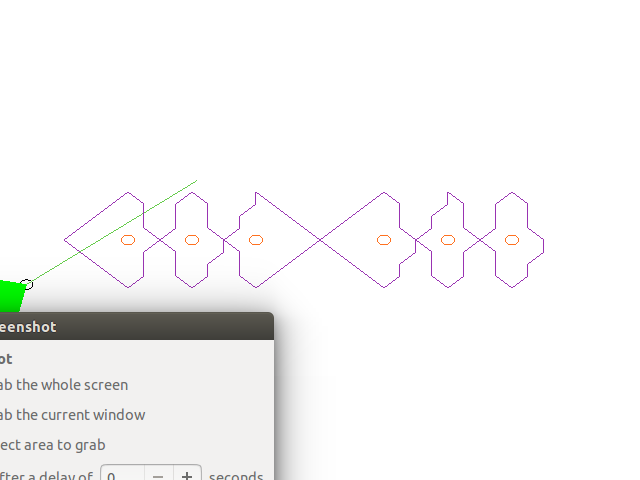 eenshot
ot
ab the whole screen
ab the current window
ect area to grab
fter a delay of 0 − + seconds